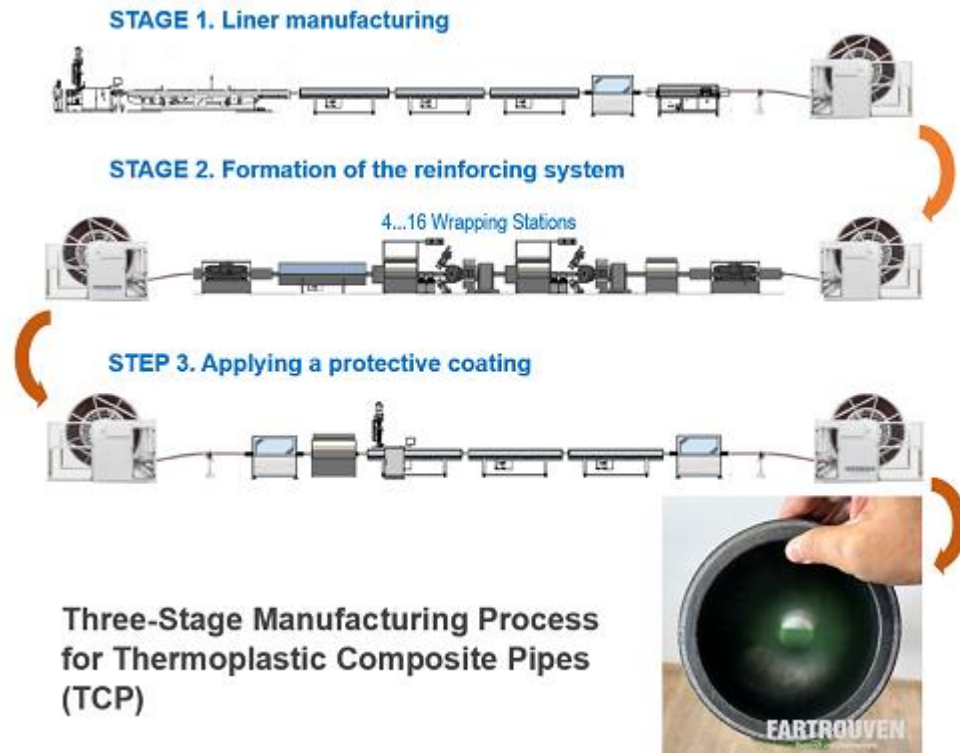 STAGE 1. Liner manufacturing
STAGE 2. Formation of the reinforcing system
4...16 Wrapping Stations
STEP 3. Applying a protective coating
Three-Stage Manufacturing Process
for Thermoplastic Composite Pipes
(TCP)
FARTROUVEN